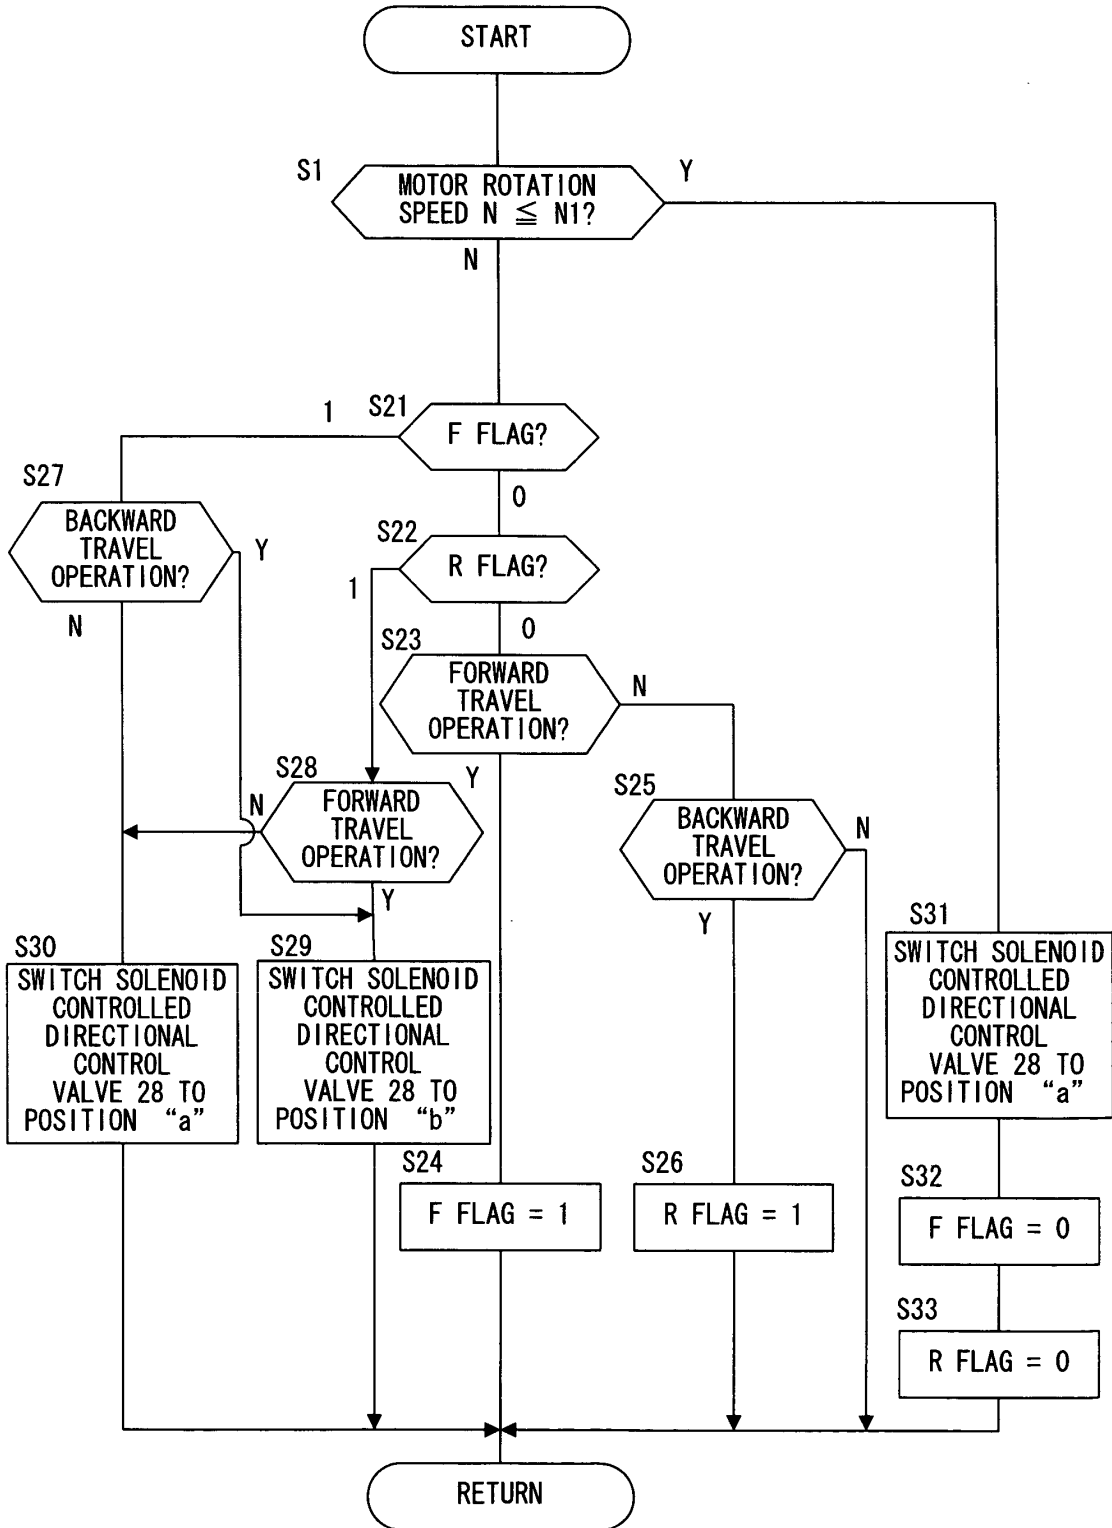 START
S1
MOTOR ROTATION
SPEED N ≦ N1?
Y
N
1
S21
F FLAG?
0
S27
BACKWARD
TRAVEL
OPERATION?
Y
N
S22
R FLAG?
1
0
S23
FORWARD
TRAVEL
OPERATION?
N
Y
S28
FORWARD
TRAVEL
OPERATION?
N
Y
S25
BACKWARD
TRAVEL
OPERATION?
N
Y
S30
SWITCH SOLENOID
CONTROLLED
DIRECTIONAL
CONTROL
VALVE 28 TO
POSITION "a"
S29
SWITCH SOLENOID
CONTROLLED
DIRECTIONAL
CONTROL
VALVE 28 TO
POSITION "b"
S31
SWITCH SOLENOID
CONTROLLED
DIRECTIONAL
CONTROL
VALVE 28 TO
POSITION "a"
S24
F FLAG = 1
S26
R FLAG = 1
S32
F FLAG = 0
S33
R FLAG = 0
RETURN